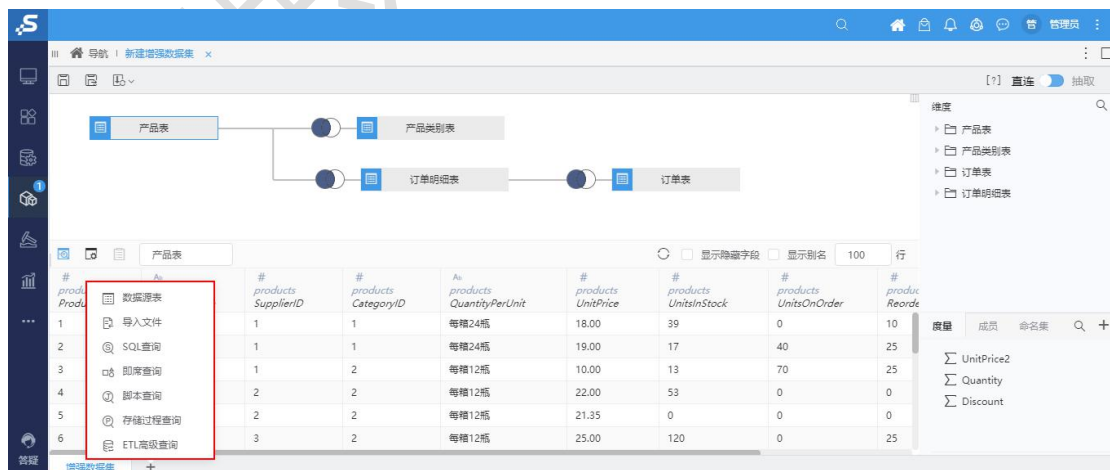 管 管理员
导航 新建增强数据集 ×
[?] 直连 抽取
产品表 产品类别表
订单明细表 订单表
维度
产品表
产品类别表
订单表
订单明细表
产品表 显示隐藏字段 显示别名 100 行
# Ab # # Ab # # # #
produ products products products products products products produc
Produ SupplierID CategoryID QuantityPerUnit UnitPrice UnitsInStock UnitsOnOrder Reorde
1 1 1 每箱24瓶 18.00 39 0 10
2 1 1 每箱24瓶 19.00 17 40 25
3 1 2 每箱12瓶 10.00 13 70 25
4 2 2 每箱12瓶 22.00 53 0 0
5 2 2 每箱12瓶 21.35 0 0 0
6 3 2 每箱12瓶 25.00 120 0 25
数据源表
导入文件
SQL查询
即席查询
脚本查询
存储过程查询
ETL高级查询
度量 成员 命名集
UnitPrice2
Quantity
Discount
1
答疑
增强数据集 +